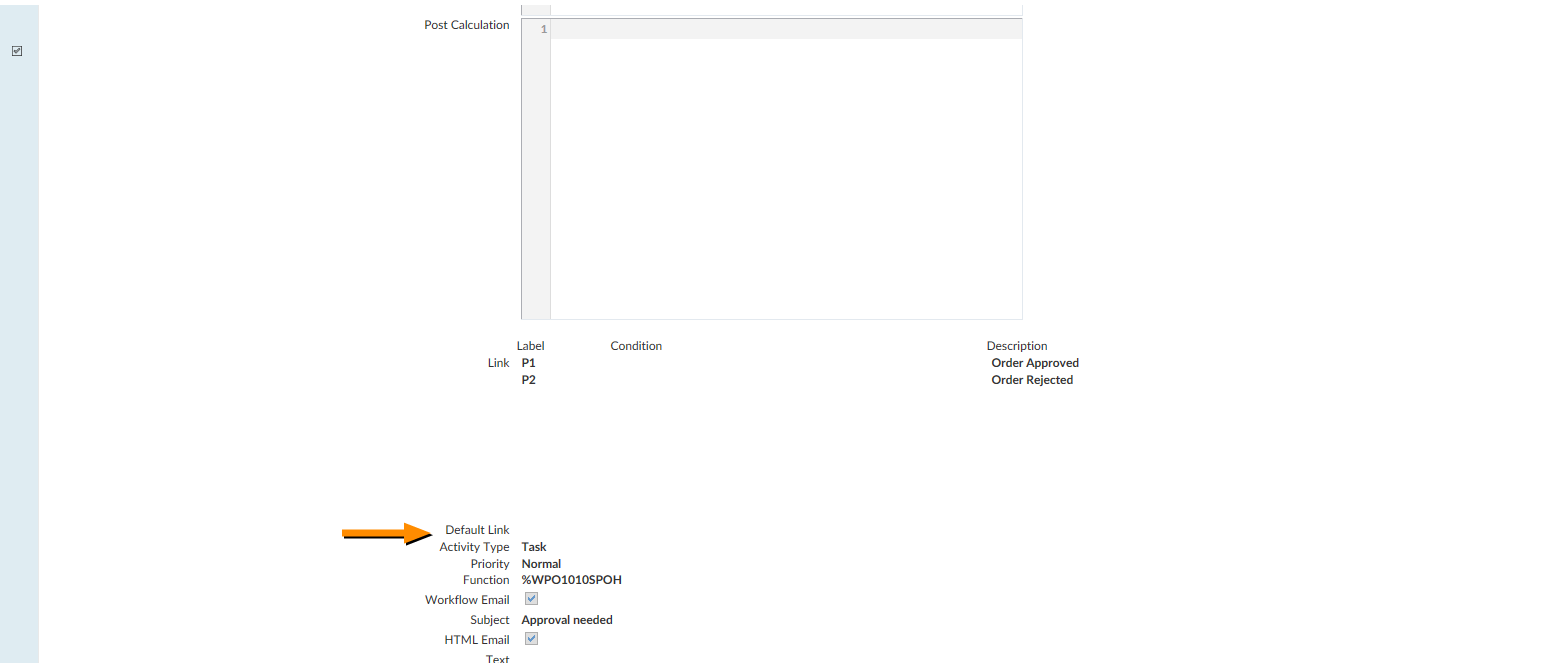 Post Calculation
1
Label Condition Description
Link P1 Order Approved
P2 Order Rejected
Default Link
Activity Type Task
Priority Normal
Function %WPO1010SPOH
Workflow Email
Subject Approval needed
HTML Email
Text